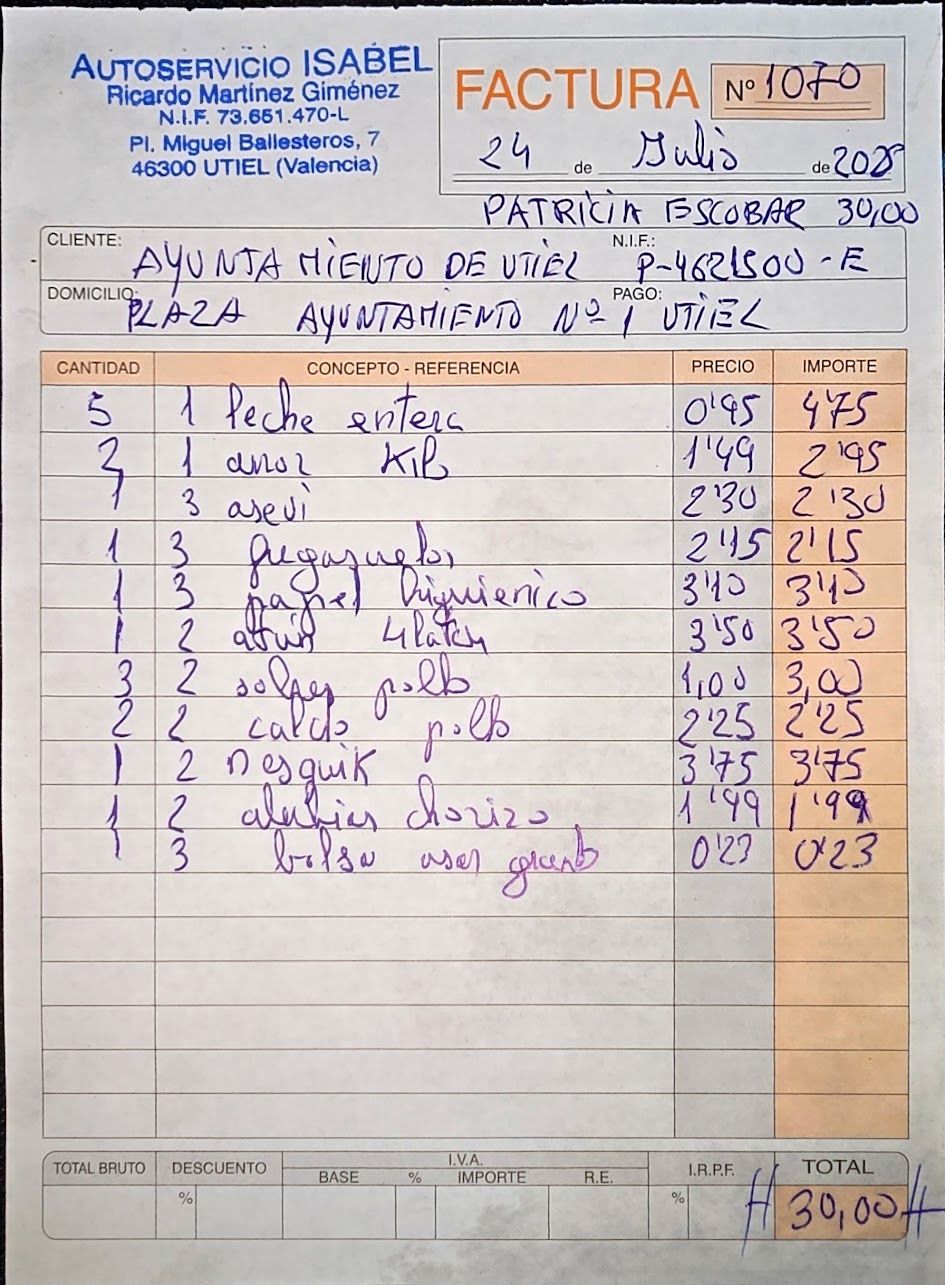 AUTOSERVICIO ISABEL
Ricardo Martínez Giménez
N.I.F. 73.651.470-L
Pl. Miguel Ballesteros, 7
46300 UTIEL (Valencia)
FACTURA Nº 1070
24 de Julio de 2025
PATRICIA ESCOBAR 30,00
CLIENTE: AYUNTAMIENTO DE UTIEL N.I.F.: P-4621500-E
DOMICILIO: PLAZA AYUNTAMIENTO Nº 1 UTIEL PAGO:
CANTIDAD CONCEPTO - REFERENCIA PRECIO IMPORTE
5 1 leche entera 0'95 4'75
2 1 arroz Kilo 1'49 2'95
1 3 asevi 2'30 2'30
1 3 fregasuelos 2'15 2'15
1 3 papel higuienico 3'10 3'10
1 2 atun 4 latas 3'50 3'50
3 2 pollo 1,00 3,00
2 2 caldo pollo 2'25 2'25
1 2 nesquik 3'75 3'75
1 2 alubias chorizo 1'99 1'99
1 3 bolsa asas grande 0'23 0'23
TOTAL BRUTO DESCUENTO I.V.A. I.R.P.F. TOTAL
BASE % IMPORTE R.E.
% % 30,00